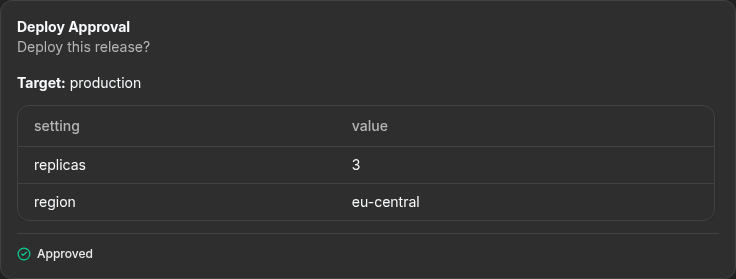 Deploy Approval
Deploy this release?
Target: production
setting value
replicas 3
region eu-central
Approved